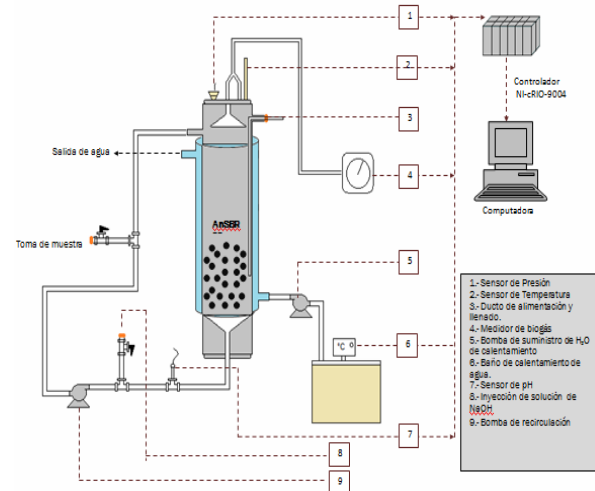 1
2
3
4
5
6
7
8
9
Controlador
NI-cRIO-9004
Computadora
Salida de agua
AnSBR
Toma de muestra
°C
1.-Sensor de Presión
2.-Sensor de Temperatura
3.-Ducto de alimentación y
llenado.
4.-Medidor de biogás
5.-Bomba de suministro de H₂O
de calentamiento
6.-Baño de calentamiento de
agua.
7.-Sensor de pH
8.-Inyección de solución de
NaOH
9.-Bomba de recirculación